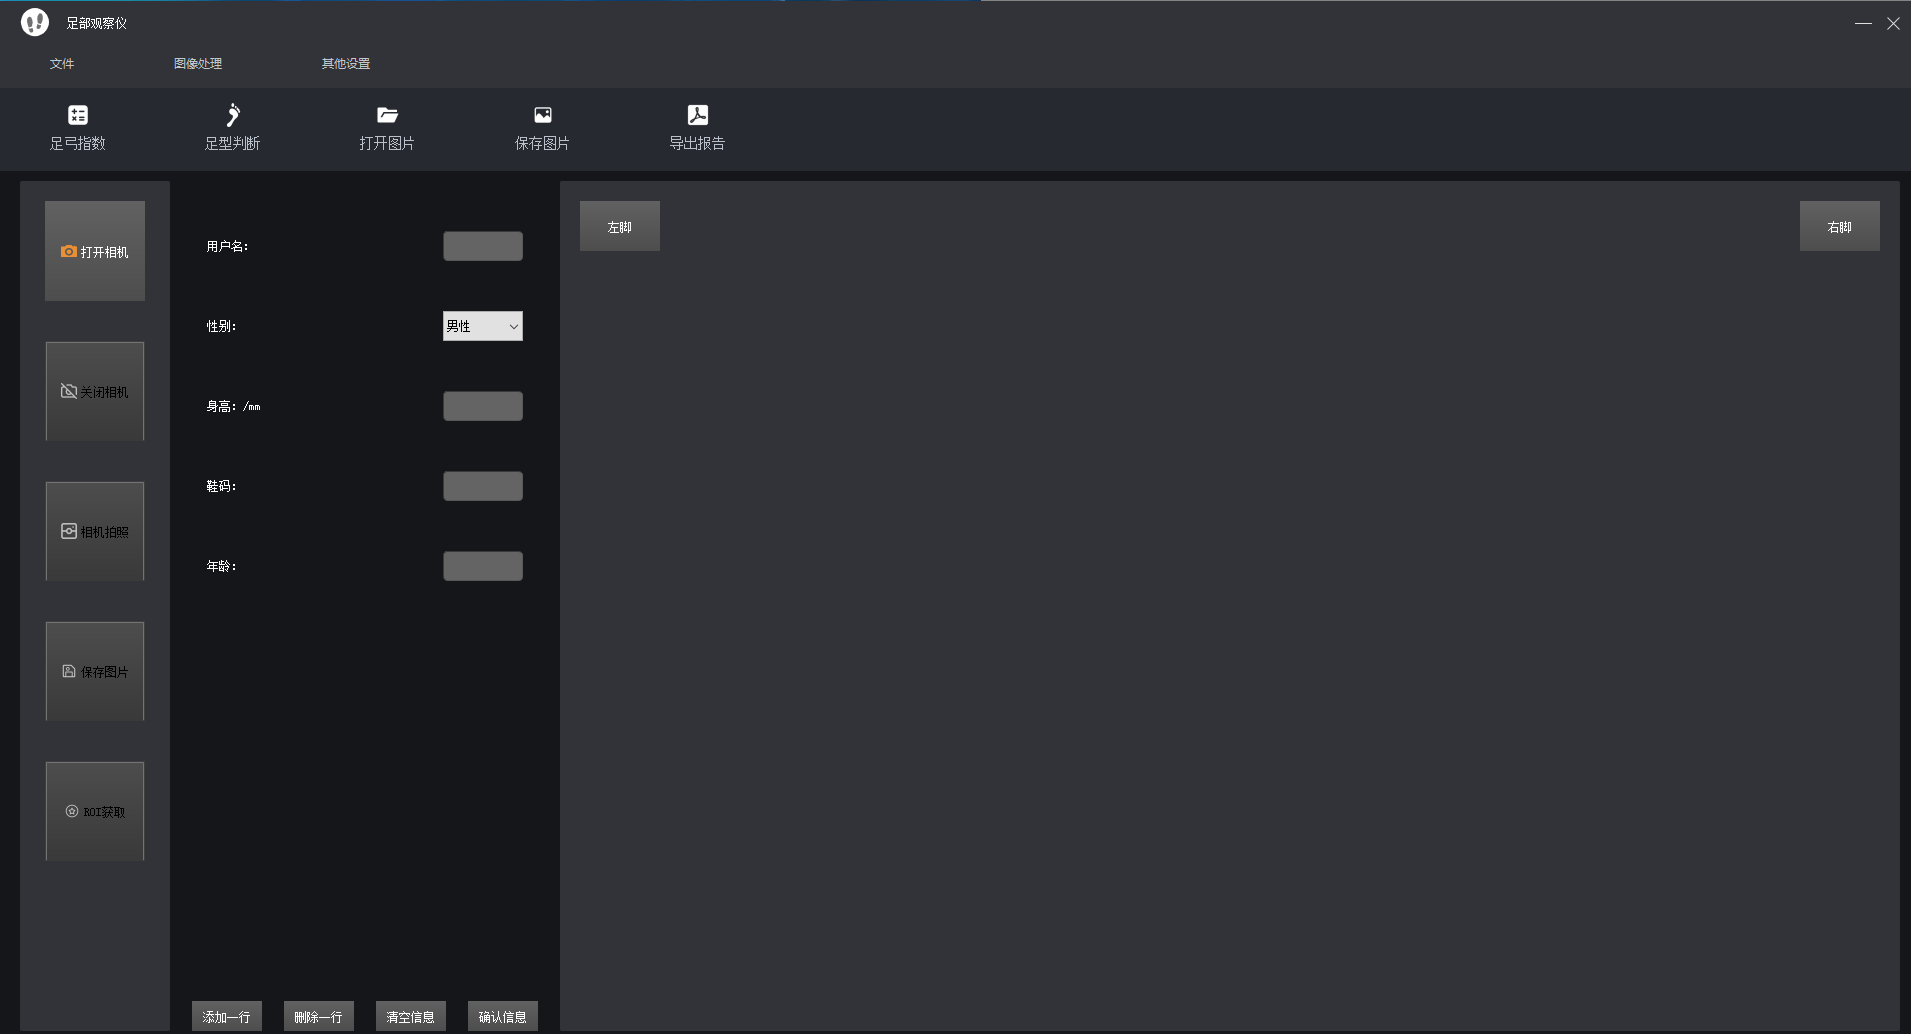 足部观察仪
文件 图像处理 其他设置
足弓指数 足型判断 打开图片 保存图片 导出报告
打开相机
关闭相机
相机拍照
保存图片
ROI获取
用户名：
性别： 男性
身高：/mm
鞋码：
年龄：
添加一行 删除一行 清空信息 确认信息
左脚 右脚